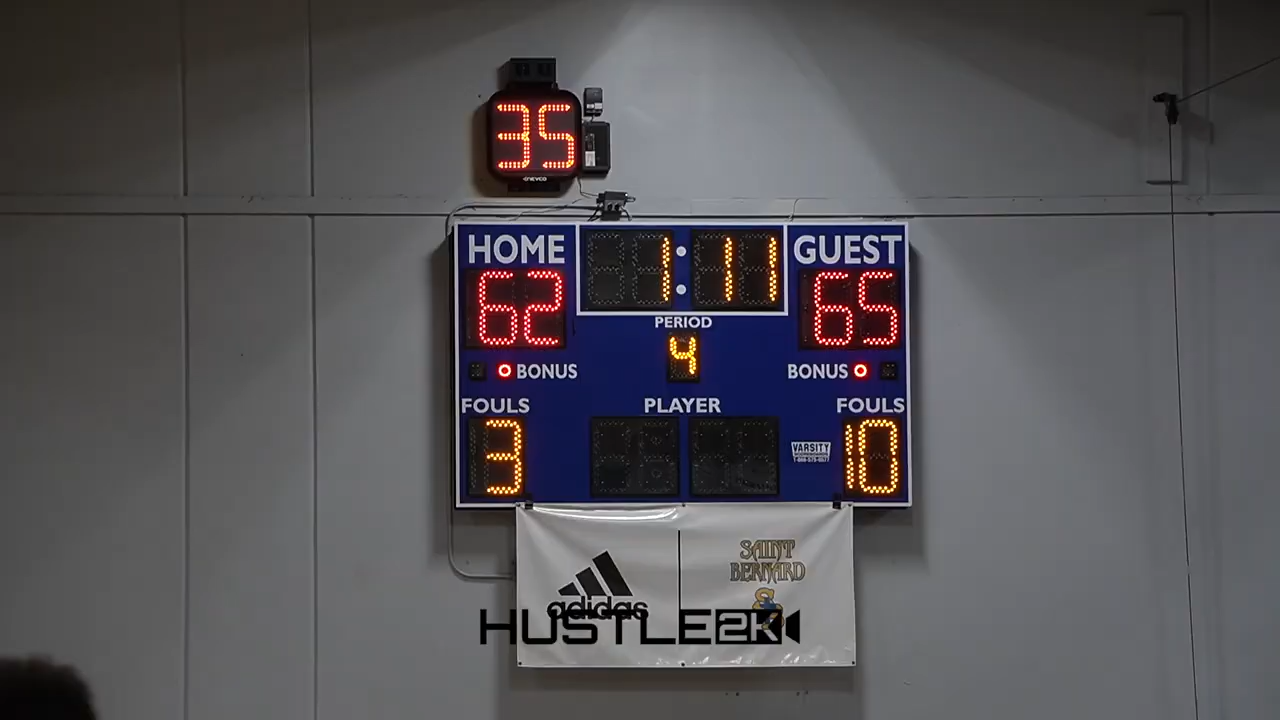 35
NEVCO
HOME 1:11 GUEST
62 65
PERIOD
4
BONUS BONUS
FOULS PLAYER FOULS
3 10
VARSITY
SAINT
BERNARD
adidas
HUSTLE2K